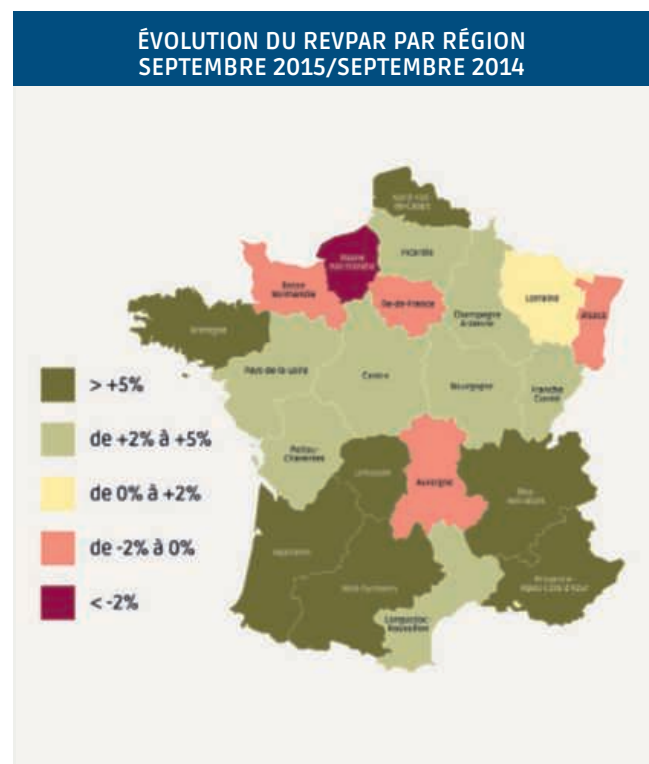 ÉVOLUTION DU REVPAR PAR RÉGION
SEPTEMBRE 2015/SEPTEMBRE 2014
Nord-Pas-
de-Calais
Picardie
Haute
Normandie
Basse
Normandie
Île-de-France
Champagne
Ardenne
Lorraine
Alsace
Bretagne
Pays de la Loire
Centre
Bourgogne
Franche
Comté
Poitou-
Charentes
Limousin
Auvergne
Rhône-
Aquitaine
Midi-Pyrénées
Provence-
Alpes-Côte d'Azur
Languedoc-
Roussillon
> +5%
de +2% à +5%
de 0% à +2%
de -2% à 0%
< -2%